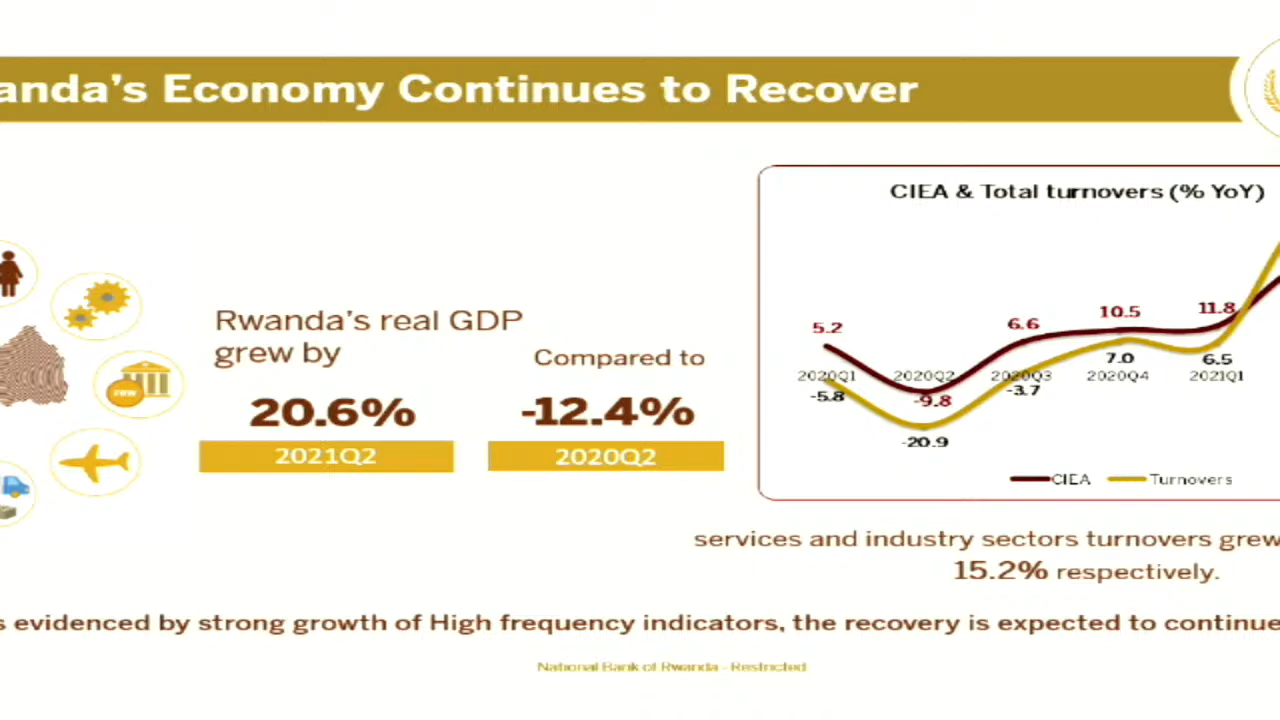 anda's Economy Continues to Recover
CIEA & Total turnovers (% YoY)
Rwanda's real GDP
grew by
Compared to
20.6%
-12.4%
2021Q2
2020Q2
5.2
6.6
10.5
11.8
7.0
6.5
2020Q1
2020Q2
2020Q3
2020Q4
2021Q1
-5.8
-9.8
-3.7
-20.9
CIEA
Turnovers
services and industry sectors turnovers grew
15.2% respectively.
s evidenced by strong growth of High frequency indicators, the recovery is expected to continue
National Bank of Rwanda - Restricted